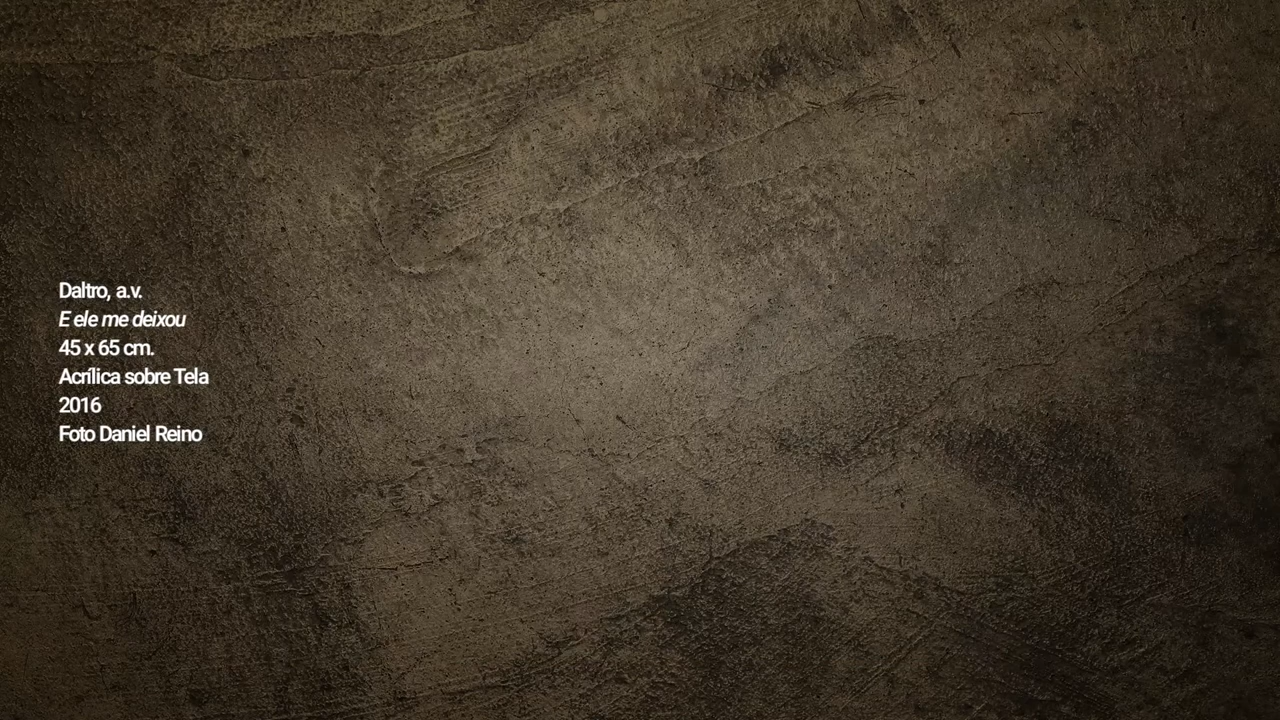 Daltro, a.v.
E ele me deixou
45 x 65 cm.
Acrílica sobre Tela
2016
Foto Daniel Reino